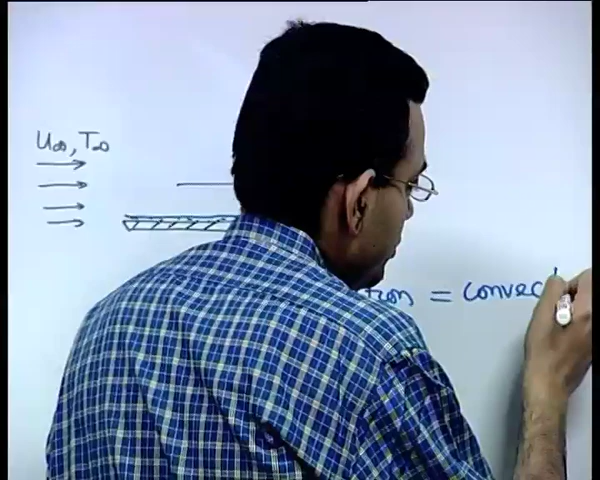 U∞, T∞
= convec